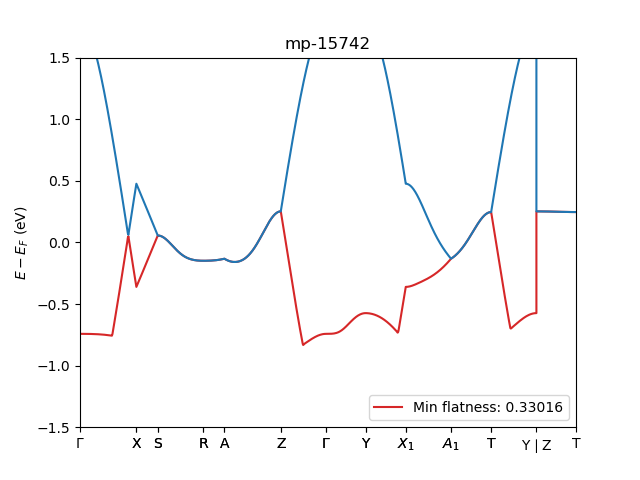 mp-15742
E − E_F (eV)
1.5
1.0
0.5
0.0
−0.5
−1.0
−1.5
Min flatness: 0.33016
Γ X S R A Z Γ Y X₁ A₁ T Y | Z T